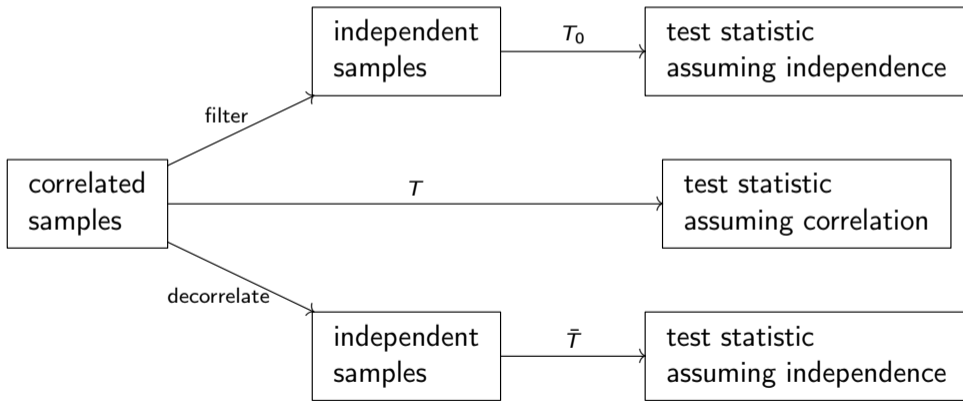 independent
samples
T₀
test statistic
assuming independence
filter
correlated
samples
T
test statistic
assuming correlation
decorrelate
independent
samples
T̄
test statistic
assuming independence